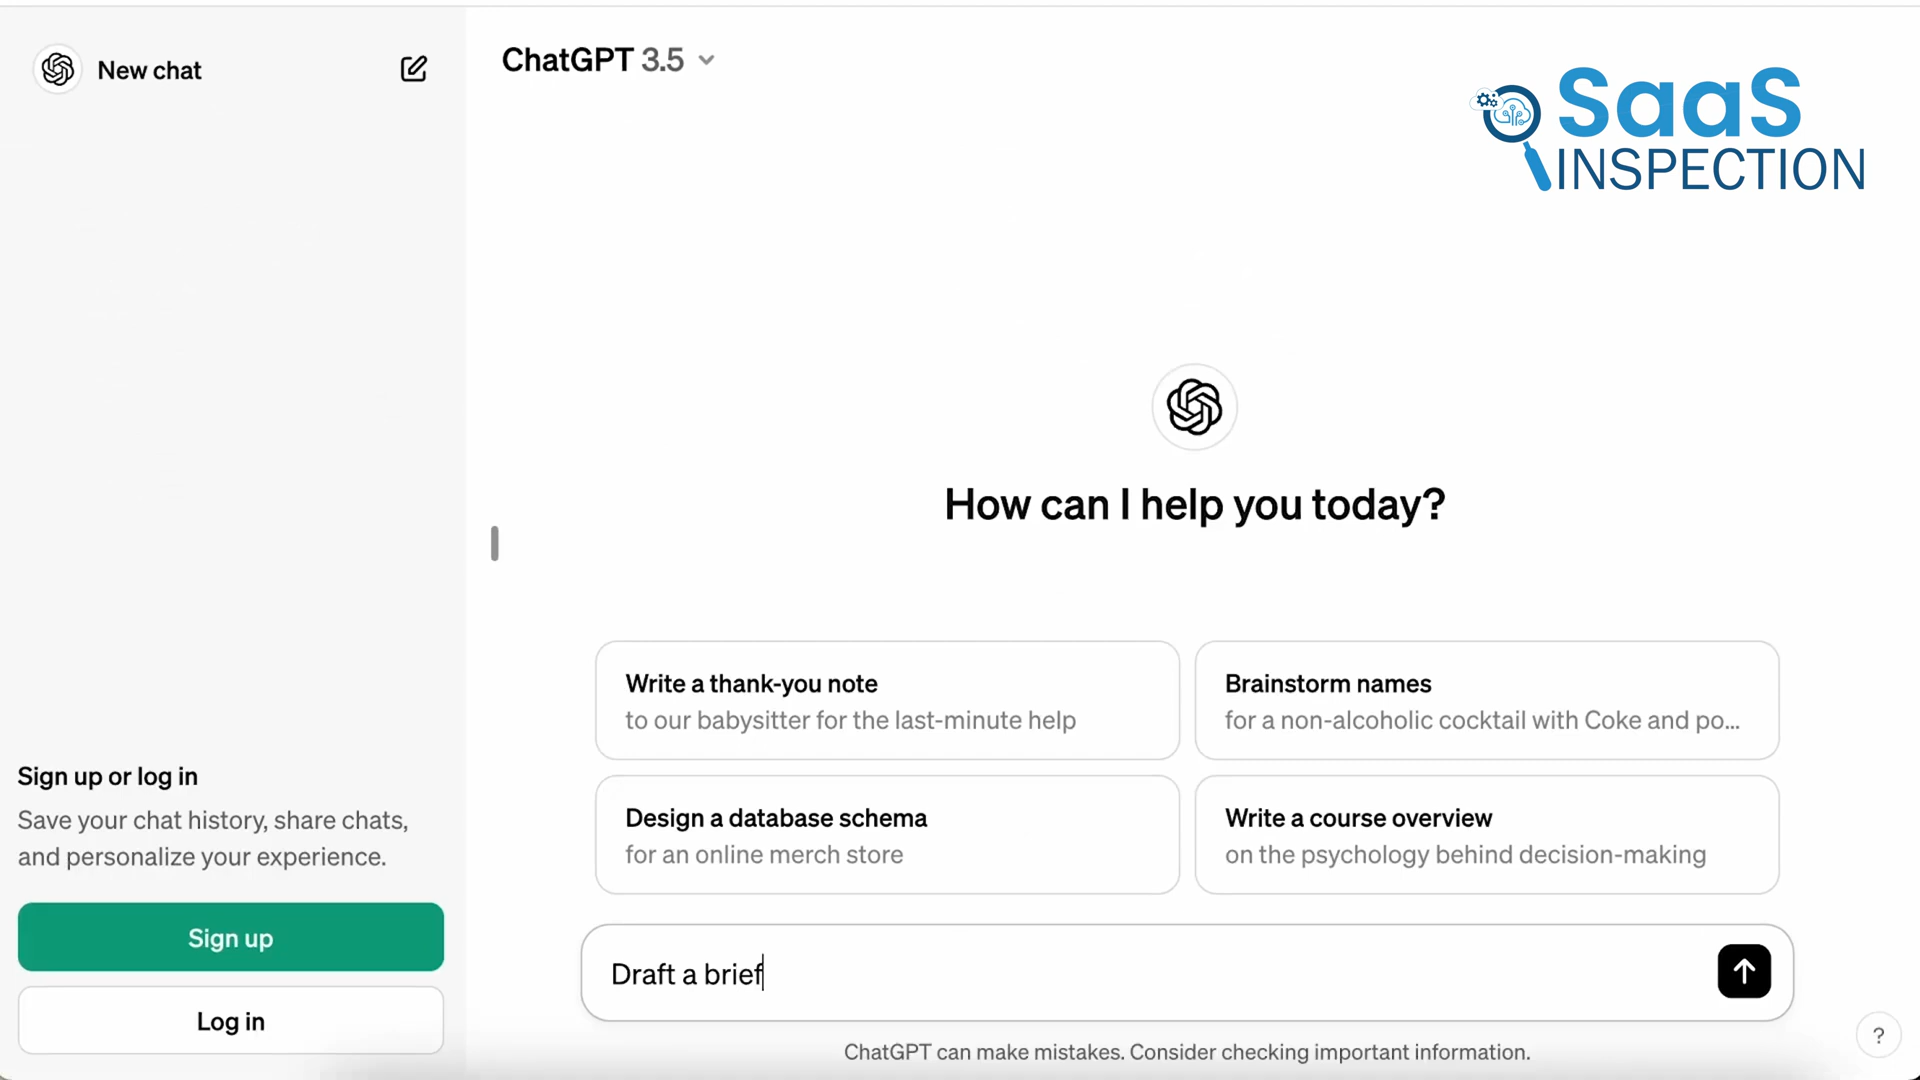 New chat
ChatGPT 3.5
SaaS
INSPECTION
How can I help you today?
Write a thank-you note
to our babysitter for the last-minute help
Brainstorm names
for a non-alcoholic cocktail with Coke and po...
Design a database schema
for an online merch store
Write a course overview
on the psychology behind decision-making
Sign up or log in
Save your chat history, share chats,
and personalize your experience.
Sign up
Log in
Draft a brief
ChatGPT can make mistakes. Consider checking important information.
?